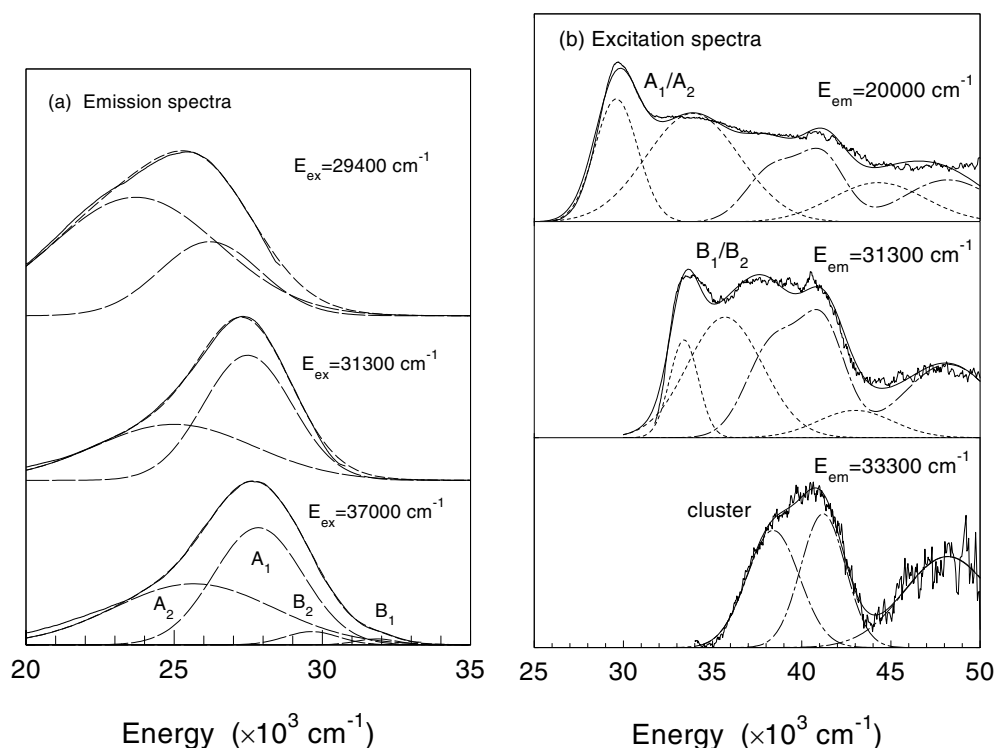 (a) Emission spectra
E_ex=29400 cm^-1
E_ex=31300 cm^-1
E_ex=37000 cm^-1
A_1
A_2
B_2
B_1
20 25 30 35
Energy (×10^3 cm^-1)
(b) Excitation spectra
A_1/A_2
E_em=20000 cm^-1
B_1/B_2
E_em=31300 cm^-1
E_em=33300 cm^-1
cluster
25 30 35 40 45 50
Energy (×10^3 cm^-1)